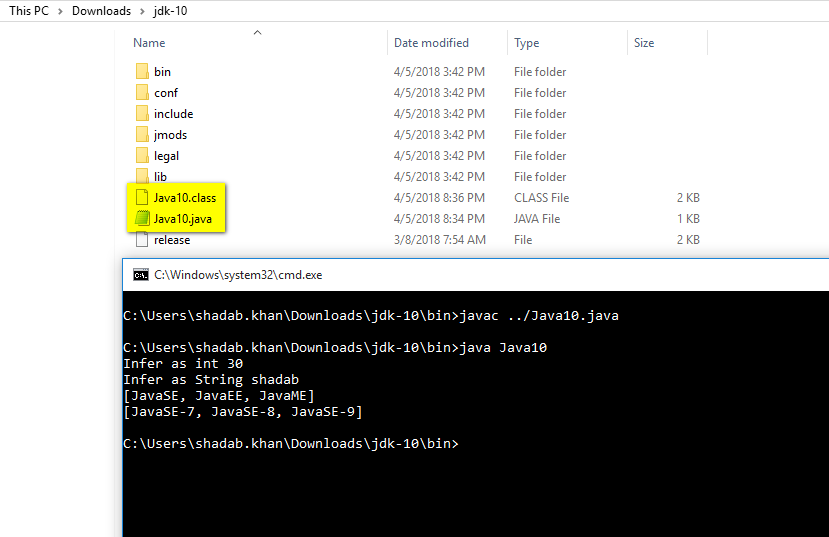 This PC > Downloads > jdk-10
Name Date modified Type Size
bin 4/5/2018 3:42 PM File folder
conf 4/5/2018 3:42 PM File folder
include 4/5/2018 3:42 PM File folder
jmods 4/5/2018 3:42 PM File folder
legal 4/5/2018 3:42 PM File folder
lib 4/5/2018 3:42 PM File folder
Java10.class 4/5/2018 8:36 PM CLASS File 2 KB
Java10.java 4/5/2018 8:34 PM JAVA File 1 KB
release 3/8/2018 7:54 AM File 2 KB
C:\Windows\system32\cmd.exe
C:\Users\shadab.khan\Downloads\jdk-10\bin>javac ../Java10.java
C:\Users\shadab.khan\Downloads\jdk-10\bin>java Java10
Infer as int 30
Infer as String shadab
[JavaSE, JavaEE, JavaME]
[JavaSE-7, JavaSE-8, JavaSE-9]
C:\Users\shadab.khan\Downloads\jdk-10\bin>